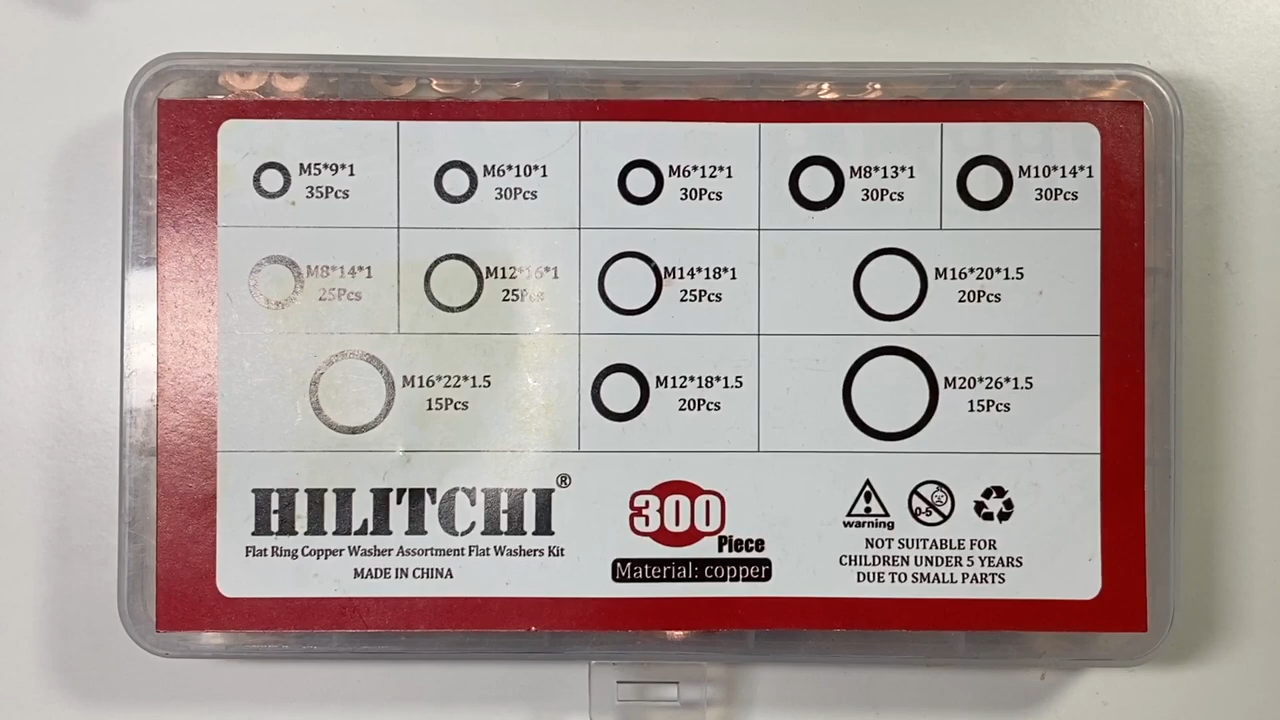 M5*9*1
35Pcs
M6*10*1
30Pcs
M6*12*1
30Pcs
M8*13*1
30Pcs
M10*14*1
30Pcs
M8*14*1
25Pcs
M12*16*1
25Pcs
M14*18*1
25Pcs
M16*20*1.5
20Pcs
M16*22*1.5
15Pcs
M12*18*1.5
20Pcs
M20*26*1.5
15Pcs
HILITCHI®
Flat Ring Copper Washer Assortment Flat Washers Kit
MADE IN CHINA
300
Piece
Material: copper
warning
0-5
NOT SUITABLE FOR
CHILDREN UNDER 5 YEARS
DUE TO SMALL PARTS